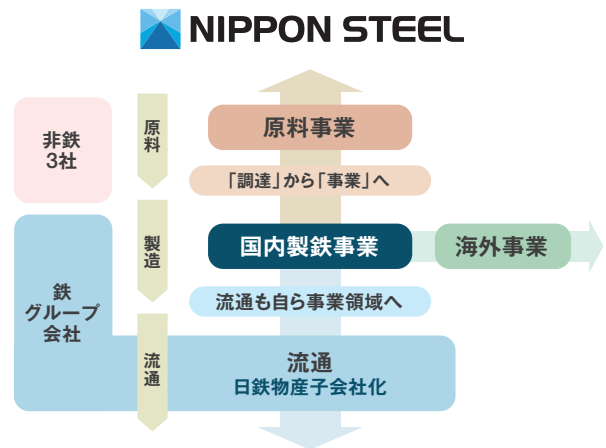 NIPPON STEEL
非鉄
3社
原料
原料事業
「調達」から「事業」へ
製造
国内製鉄事業
海外事業
流通も自ら事業領域へ
鉄
グループ
会社
流通
流通
日鉄物産子会社化